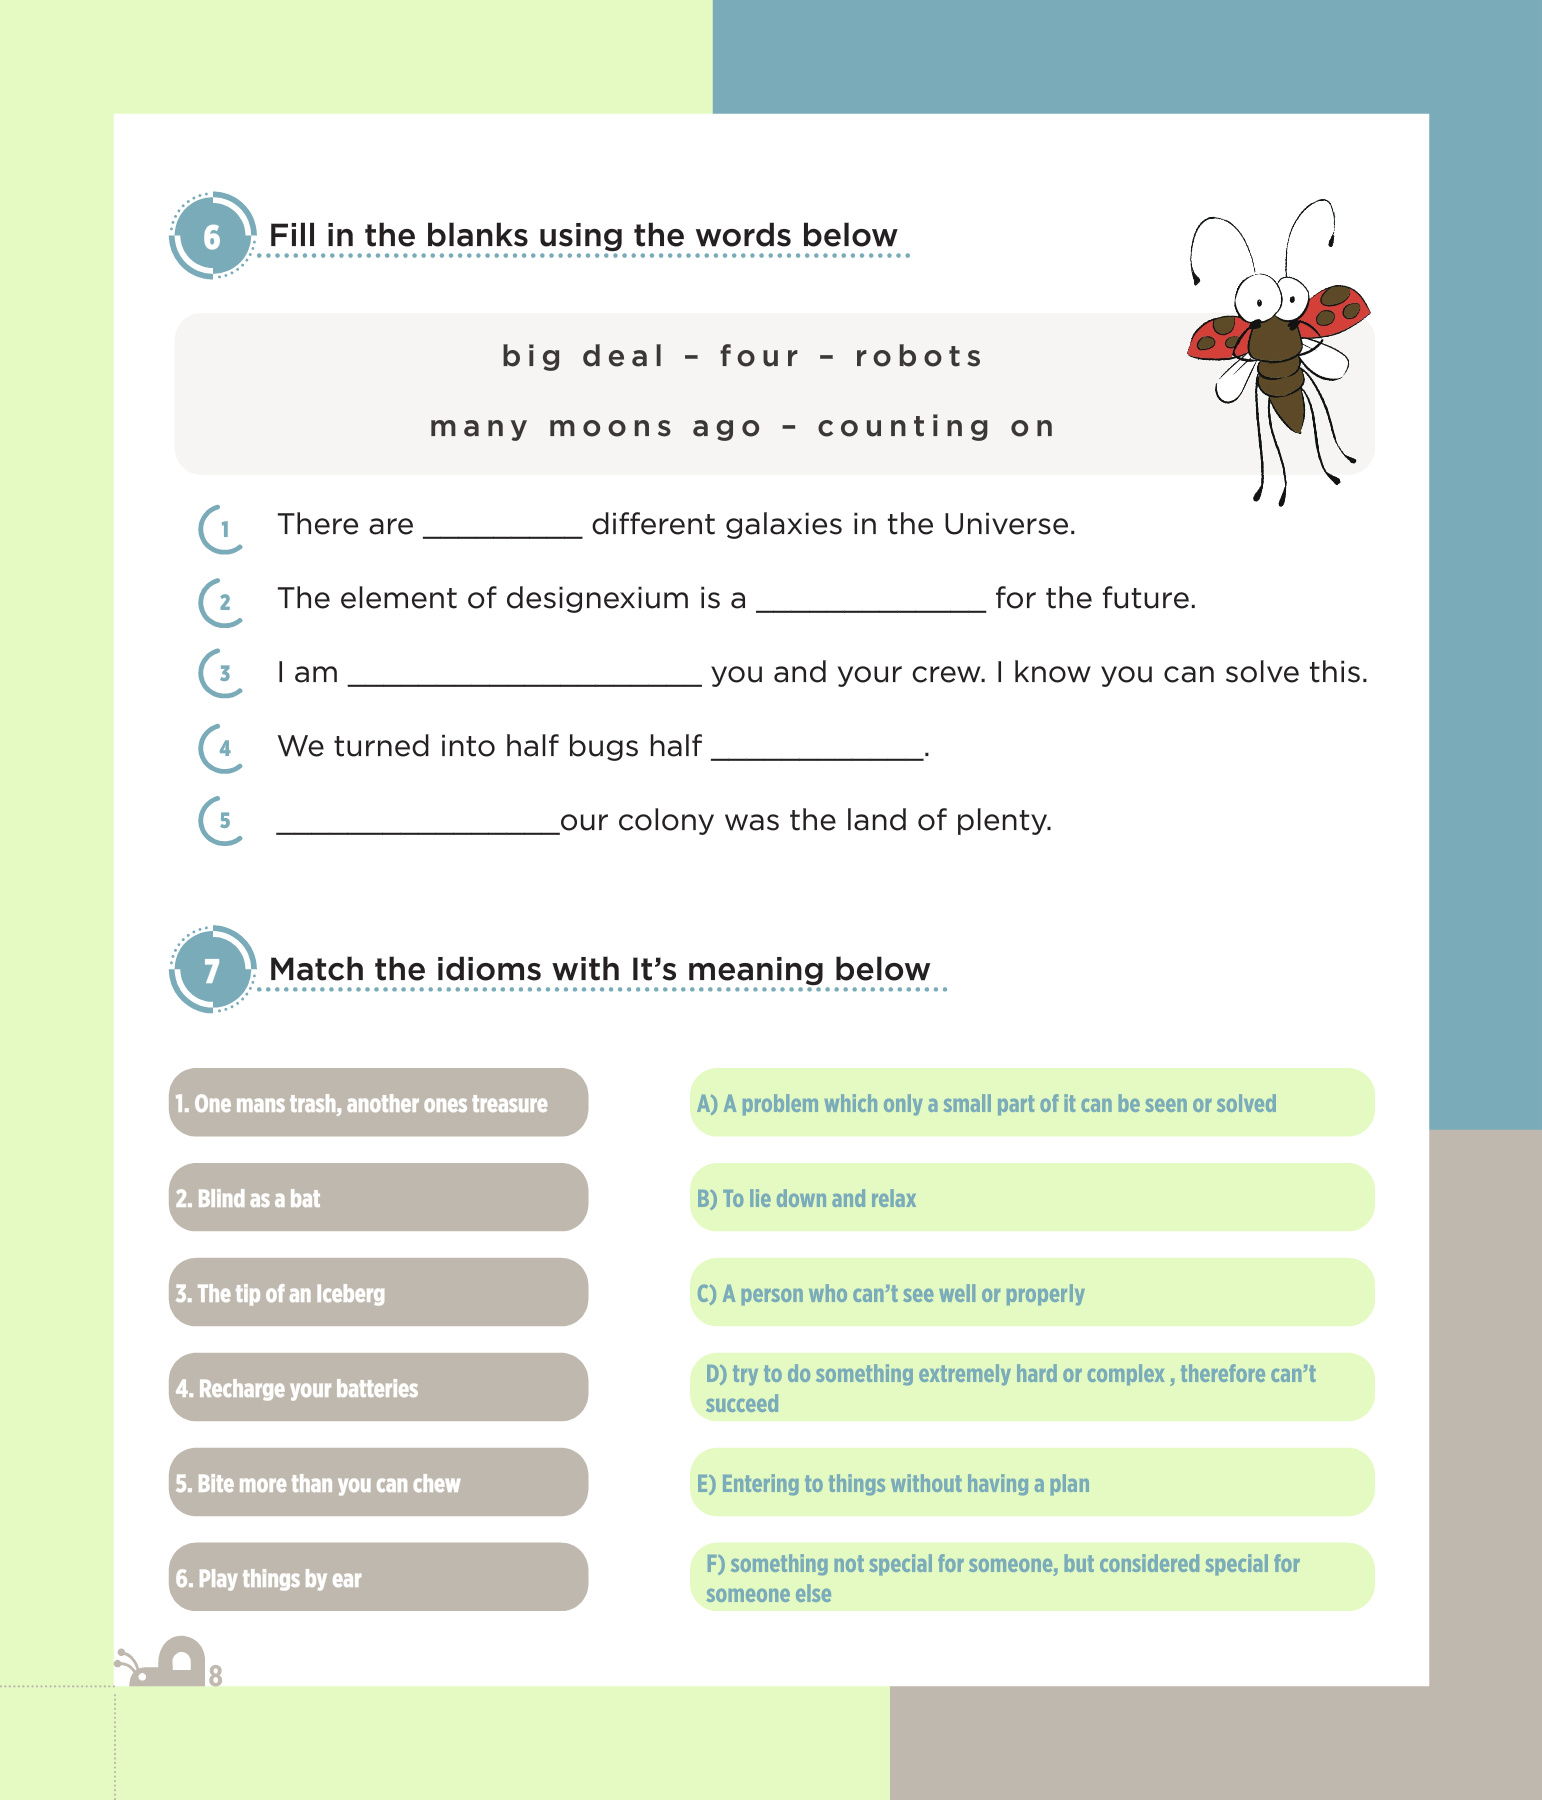 6
Fill in the blanks using the words below
big deal – four – robots
many moons ago – counting on
1 There are _________ different galaxies in the Universe.
2 The element of designexium is a _____________ for the future.
3 I am ____________________ you and your crew. I know you can solve this.
4 We turned into half bugs half ____________.
5 ________________our colony was the land of plenty.
7
Match the idioms with It’s meaning below
1. One mans trash, another ones treasure
A) A problem which only a small part of it can be seen or solved
2. Blind as a bat
B) To lie down and relax
3. The tip of an Iceberg
C) A person who can’t see well or properly
4. Recharge your batteries
D) try to do something extremely hard or complex , therefore can’t
succeed
5. Bite more than you can chew
E) Entering to things without having a plan
6. Play things by ear
F) something not special for someone, but considered special for
someone else
8